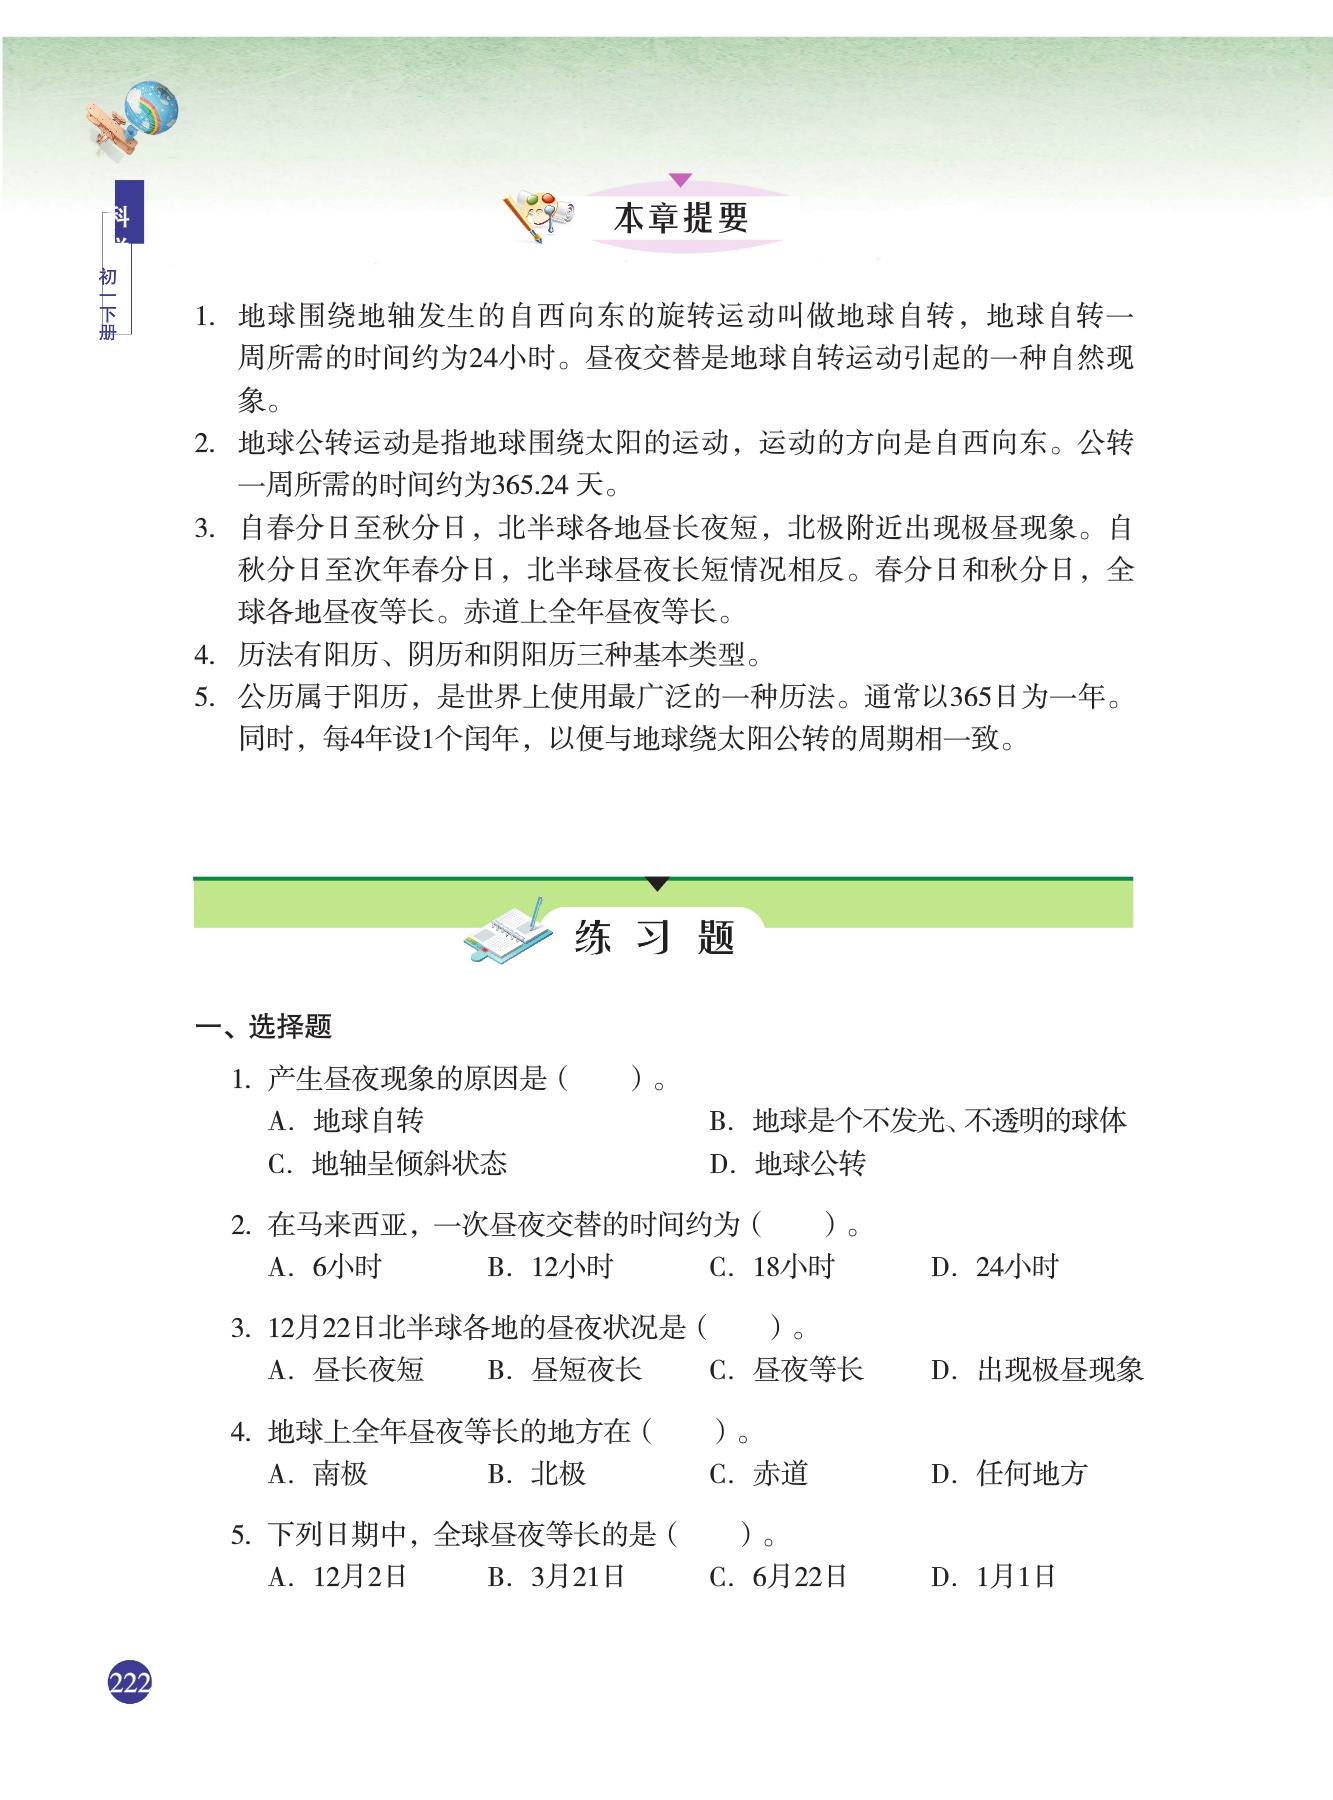 科
初一下册
本章提要
1. 地球围绕地轴发生的自西向东的旋转运动叫做地球自转，地球自转一
周所需的时间约为24小时。昼夜交替是地球自转运动引起的一种自然现
象。
2. 地球公转运动是指地球围绕太阳的运动，运动的方向是自西向东。公转
一周所需的时间约为365.24 天。
3. 自春分日至秋分日，北半球各地昼长夜短，北极附近出现极昼现象。自
秋分日至次年春分日，北半球昼夜长短情况相反。春分日和秋分日，全
球各地昼夜等长。赤道上全年昼夜等长。
4. 历法有阳历、阴历和阴阳历三种基本类型。
5. 公历属于阳历，是世界上使用最广泛的一种历法。通常以365日为一年。
同时，每4年设1个闰年，以便与地球绕太阳公转的周期相一致。
练 习 题
一、选择题
1. 产生昼夜现象的原因是（  ）。
A. 地球自转 B. 地球是个不发光、不透明的球体
C. 地轴呈倾斜状态 D. 地球公转
2. 在马来西亚，一次昼夜交替的时间约为（  ）。
A. 6小时 B. 12小时 C. 18小时 D. 24小时
3. 12月22日北半球各地的昼夜状况是（  ）。
A. 昼长夜短 B. 昼短夜长 C. 昼夜等长 D. 出现极昼现象
4. 地球上全年昼夜等长的地方在（  ）。
A. 南极 B. 北极 C. 赤道 D. 任何地方
5. 下列日期中，全球昼夜等长的是（  ）。
A. 12月2日 B. 3月21日 C. 6月22日 D. 1月1日
222